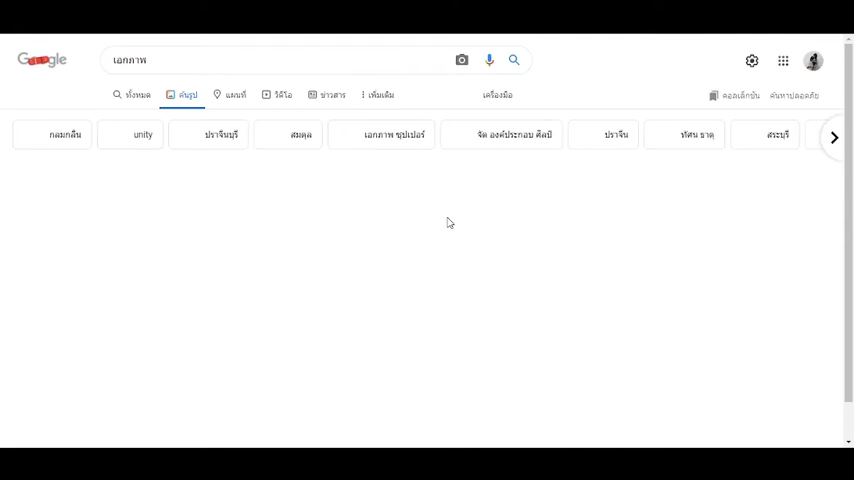 Google
เอกภาพ
ทั้งหมด ค้นรูป แผนที่ วิดีโอ ข่าวสาร เพิ่มเติม เครื่องมือ คอลเล็กชัน ค้นหาปลอดภัย
กลมกลืน unity ปราจีนบุรี สมดุล เอกภาพ ซุปเปอร์ จัด องค์ประกอบ ศิลป์ ปราจีน ทัศน ธาตุ สระบุรี